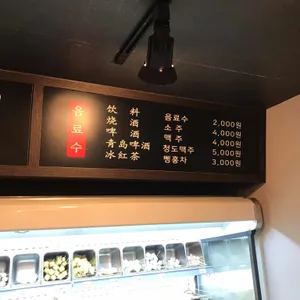 음료수
饮 料 음료수 2,000원
烧 酒 소 주 4,000원
啤 酒 맥 주 4,000원
青岛啤酒 청도맥주 5,000원
冰红茶 삥홍차 3,000원